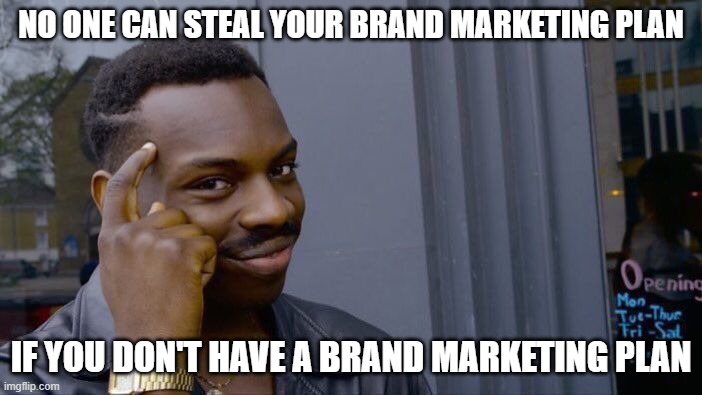 NO ONE CAN STEAL YOUR BRAND MARKETING PLAN
Opening
Mon
Tue-Thur
Fri -Sat
IF YOU DON'T HAVE A BRAND MARKETING PLAN
imgflip.com